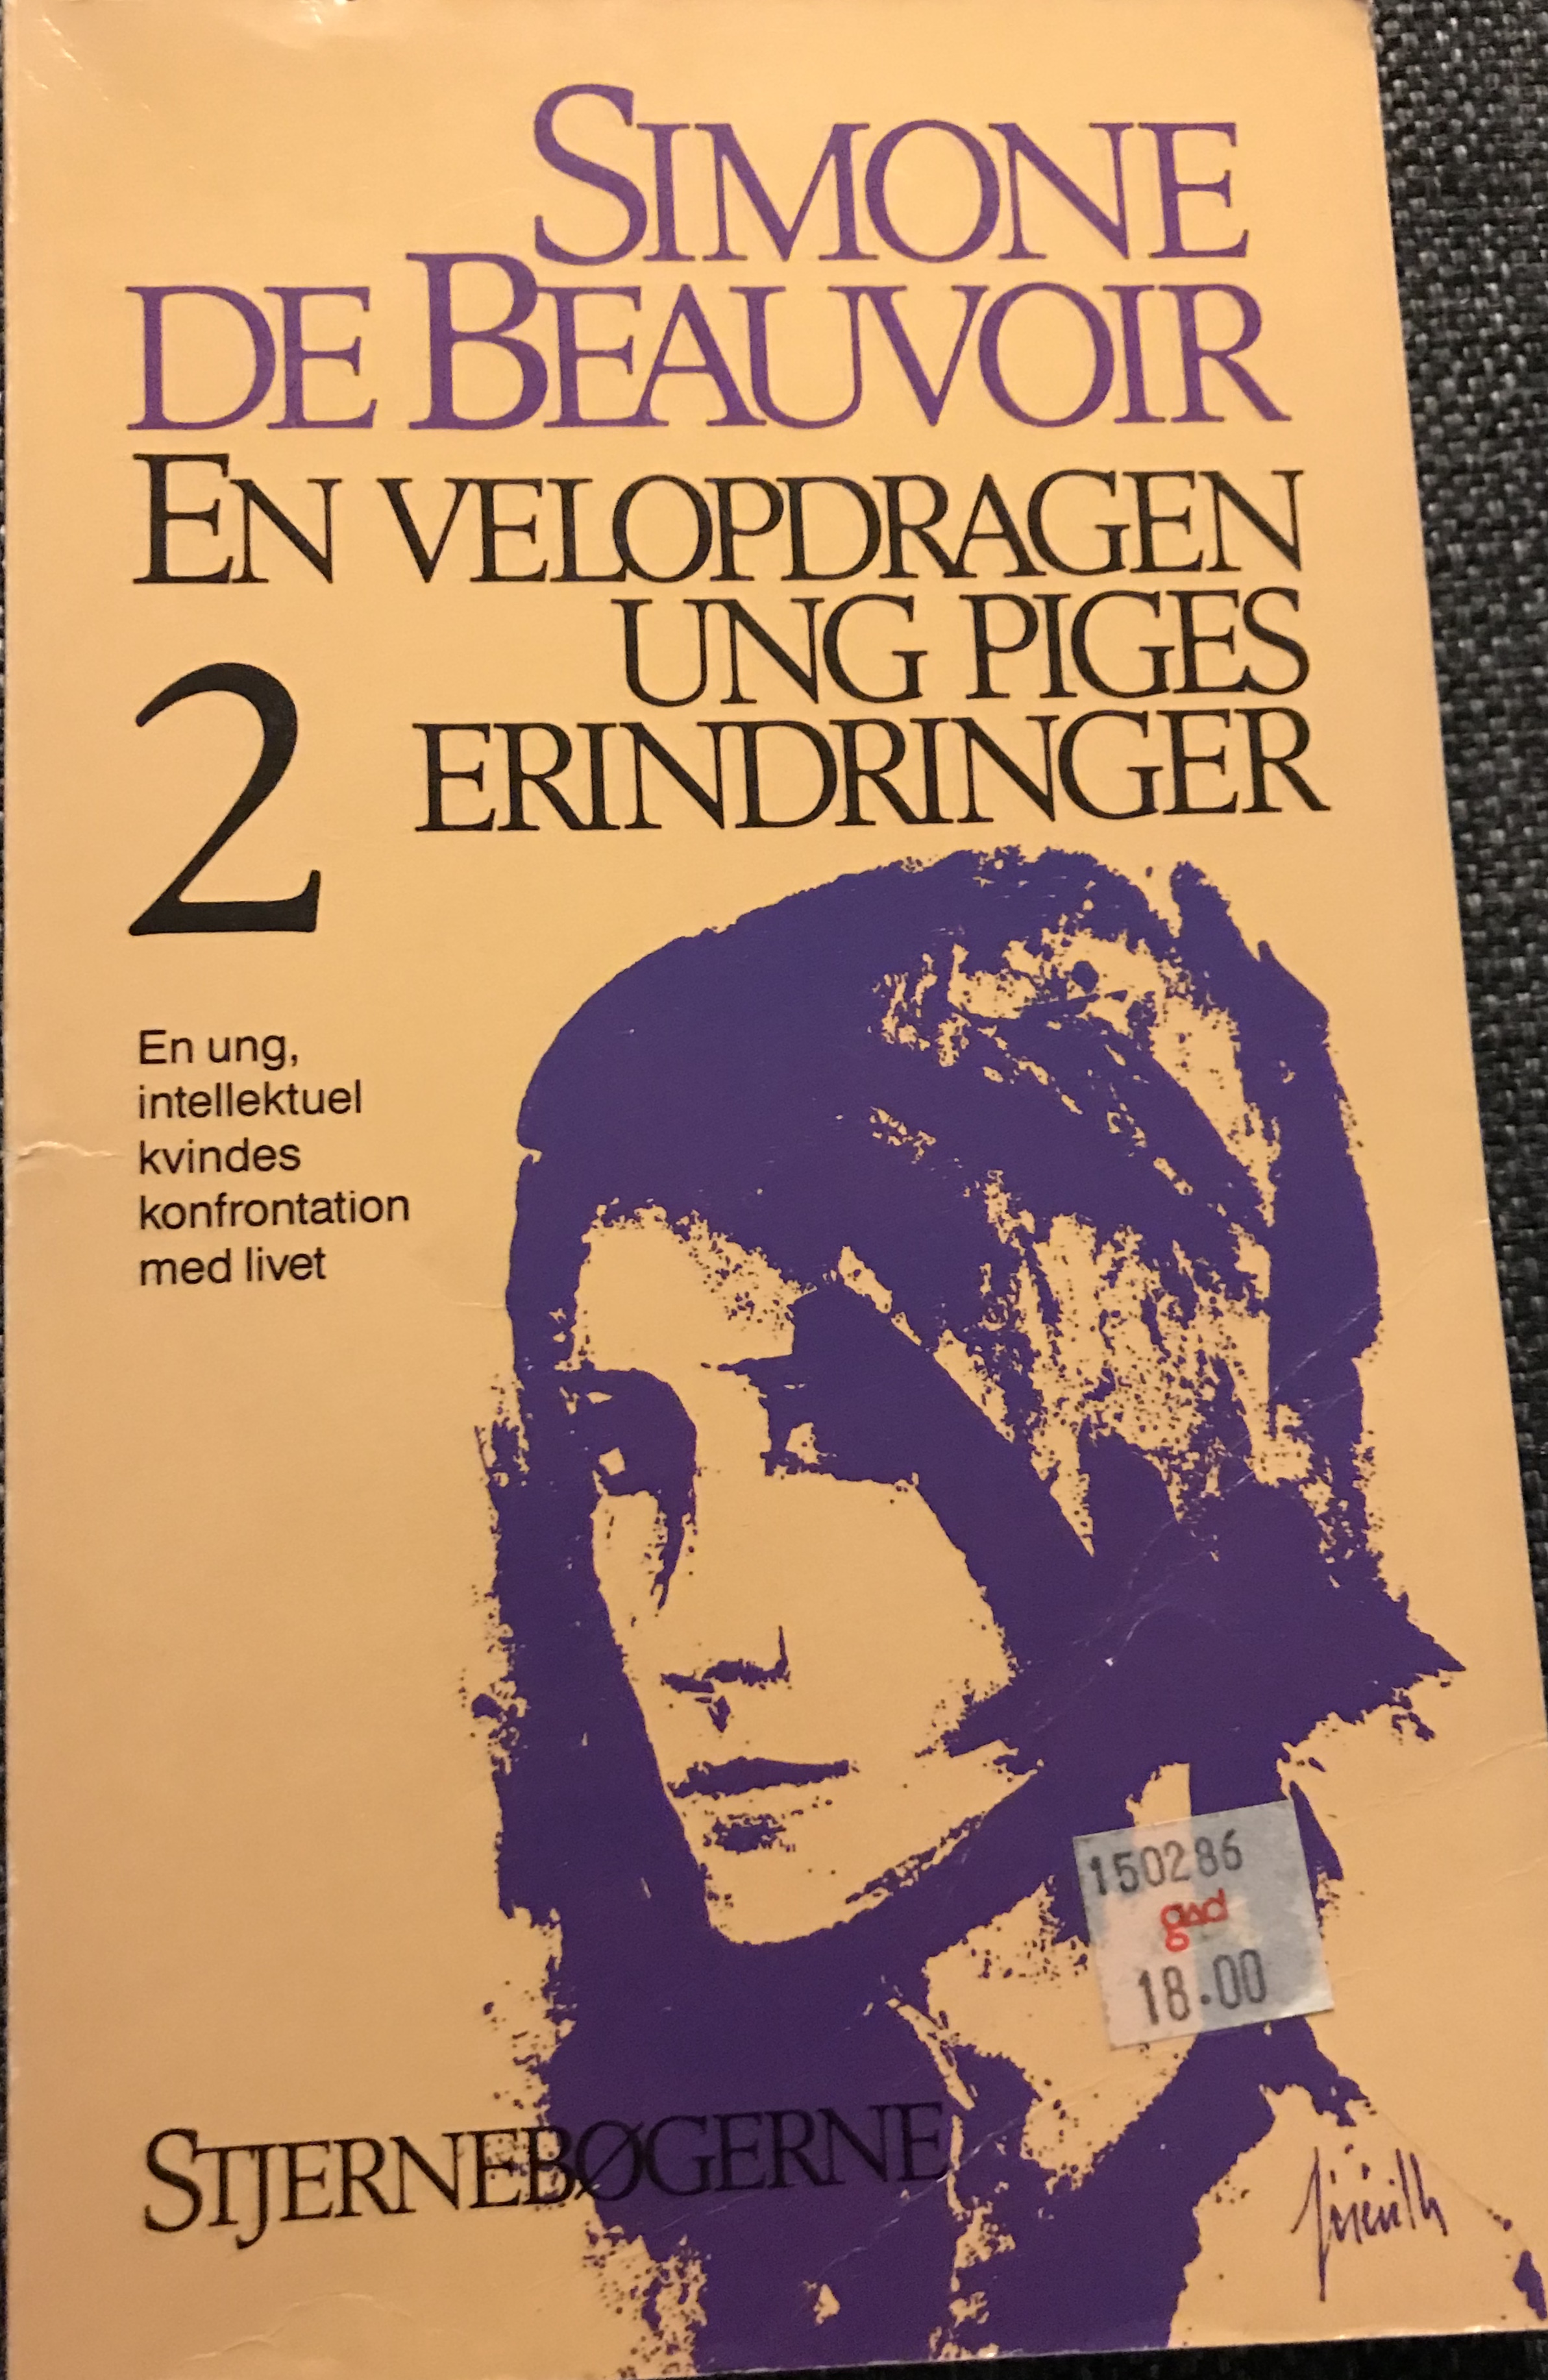 SIMONE
DE BEAUVOIR
EN VELOPDRAGEN
UNG PIGES
2 ERINDRINGER
En ung,
intellektuel
kvindes
konfrontation
med livet
150286
gad
18.00
STJERNEBØGERNE